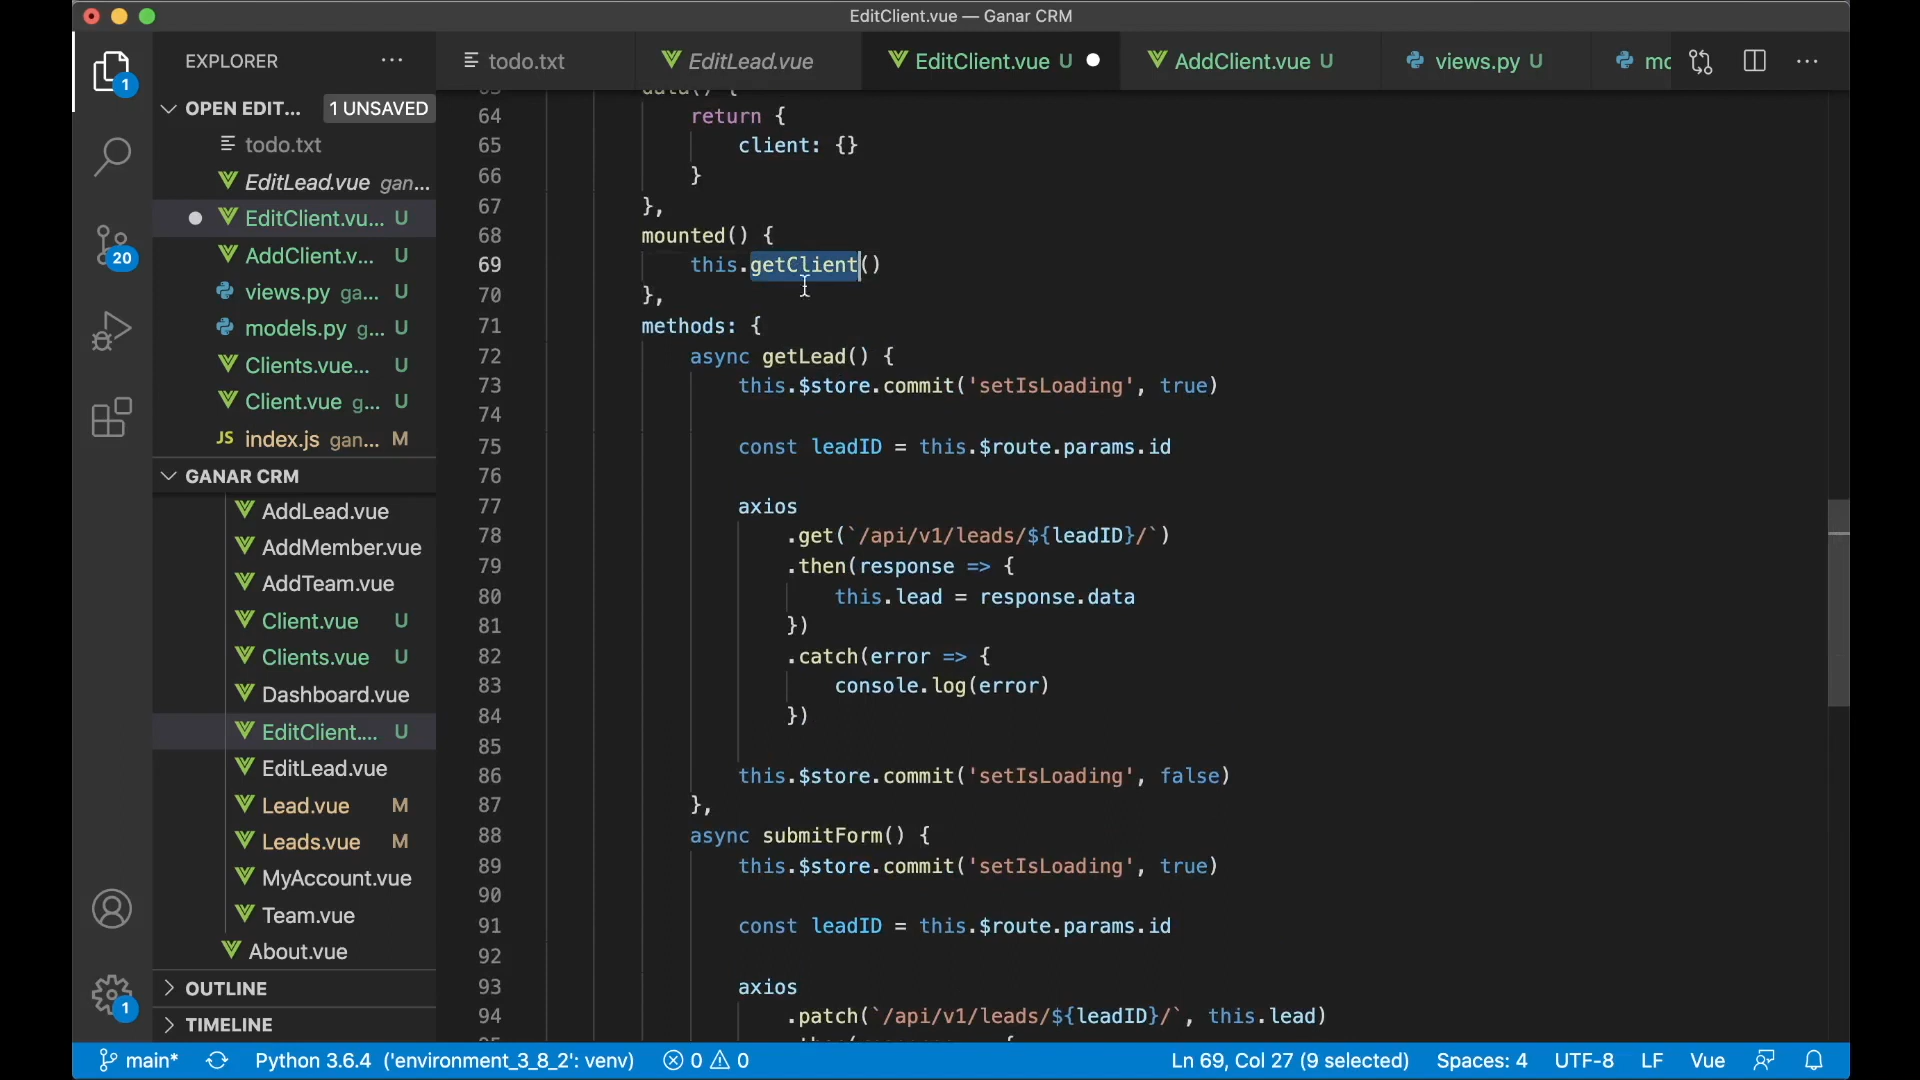 EditClient.vue — Ganar CRM
EXPLORER
todo.txt
EditLead.vue
EditClient.vue U
AddClient.vue U
views.py U
mo
OPEN EDIT... 1 UNSAVED
todo.txt
EditLead.vue gan...
EditClient.vu... U
AddClient.v... U
views.py ga... U
models.py g... U
Clients.vue... U
Client.vue g... U
JS index.js gan... M
GANAR CRM
AddLead.vue
AddMember.vue
AddTeam.vue
Client.vue U
Clients.vue U
Dashboard.vue
EditClient.... U
EditLead.vue
Lead.vue M
Leads.vue M
MyAccount.vue
Team.vue
About.vue
OUTLINE
TIMELINE
1
20
1
63 data() {
64 return {
65 client: {}
66 }
67 },
68 mounted() {
69 this.getClient()
70 },
71 methods: {
72 async getLead() {
73 this.$store.commit('setIsLoading', true)
74
75 const leadID = this.$route.params.id
76
77 axios
78 .get(`/api/v1/leads/${leadID}/`)
79 .then(response => {
80 this.lead = response.data
81 })
82 .catch(error => {
83 console.log(error)
84 })
85
86 this.$store.commit('setIsLoading', false)
87 },
88 async submitForm() {
89 this.$store.commit('setIsLoading', true)
90
91 const leadID = this.$route.params.id
92
93 axios
94 .patch(`/api/v1/leads/${leadID}/`, this.lead)
main* Python 3.6.4 ('environment_3_8_2': venv) 0 0 Ln 69, Col 27 (9 selected) Spaces: 4 UTF-8 LF Vue